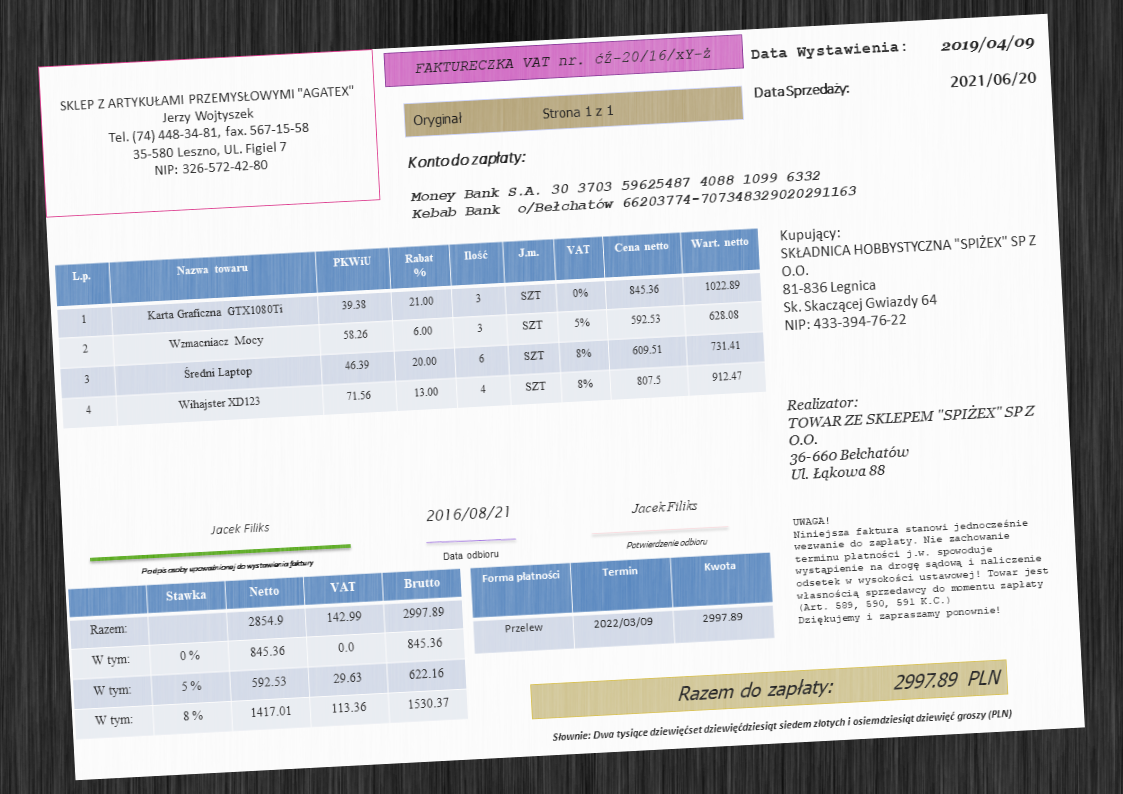 SKLEP Z ARTYKUŁAMI PRZEMYSŁOWYMI "AGATEX"
Jerzy Wojtyszek
Tel. (74) 448-34-81, fax. 567-15-58
35-580 Leszno, UL. Figiel 7
NIP: 326-572-42-80
FAKTURECZKA VAT nr. ćŹ-20/16/xY-ż
Oryginał Strona 1 z 1
Data Wystawienia: 2019/04/09
Data Sprzedaży: 2021/06/20
Konto do zapłaty:
Money Bank S.A. 30 3703 59625487 4088 1099 6332
Kebab Bank o/Bełchatów 66203774-707348329020291163
L.p. Nazwa towaru PKWiU Rabat % Ilość J.m. VAT Cena netto Wart. netto
1 Karta Graficzna GTX1080Ti 39.38 21.00 3 SZT 0% 845.36 1022.89
2 Wzmacniacz Mocy 58.26 6.00 3 SZT 5% 592.53 628.08
3 Średni Laptop 46.39 20.00 6 SZT 8% 609.51 731.41
4 Wihajster XD123 71.56 13.00 4 SZT 8% 807.5 912.47
Kupujący:
SKŁADNICA HOBBYSTYCZNA "SPIŻEX" SP Z
O.O.
81-836 Legnica
Sk. Skaczącej Gwiazdy 64
NIP: 433-394-76-22
Realizator:
TOWAR ZE SKLEPEM "SPIŻEX" SP Z
O.O.
36-660 Bełchatów
Ul. Łąkowa 88
Jacek Filiks
Podpis osoby upoważnionej do wystawienia faktury
2016/08/21
Data odbioru
Jacek Filiks
Potwierdzenie odbioru
UWAGA!
Niniejsza faktura stanowi jednocześnie
wezwanie do zapłaty. Nie zachowanie
terminu płatności j.w. spowoduje
wystąpienie na drogę sądową i naliczenie
odsetek w wysokości ustawowej! Towar jest
własnością sprzedawcy do momentu zapłaty
(Art. 589, 590, 591 K.C.)
Dziękujemy i zapraszamy ponownie!
Stawka Netto VAT Brutto
Razem: 2854.9 142.99 2997.89
W tym: 0 % 845.36 0.0 845.36
W tym: 5 % 592.53 29.63 622.16
W tym: 8 % 1417.01 113.36 1530.37
Forma płatności Termin Kwota
Przelew 2022/03/09 2997.89
Razem do zapłaty: 2997.89 PLN
Słownie: Dwa tysiące dziewięćset dziewięćdziesiąt siedem złotych i osiemdziesiąt dziewięć groszy (PLN)